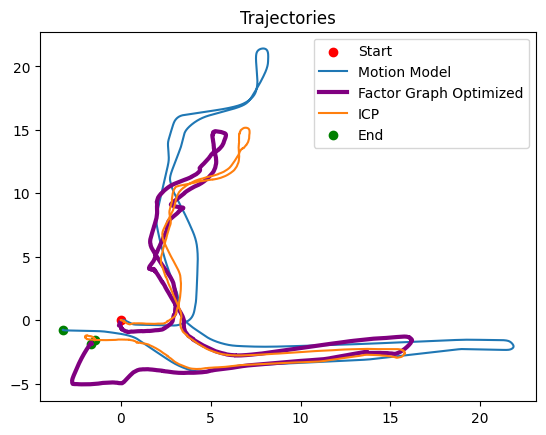 Trajectories
Start
Motion Model
Factor Graph Optimized
ICP
End
20
15
10
5
0
−5
0
5
10
15
20